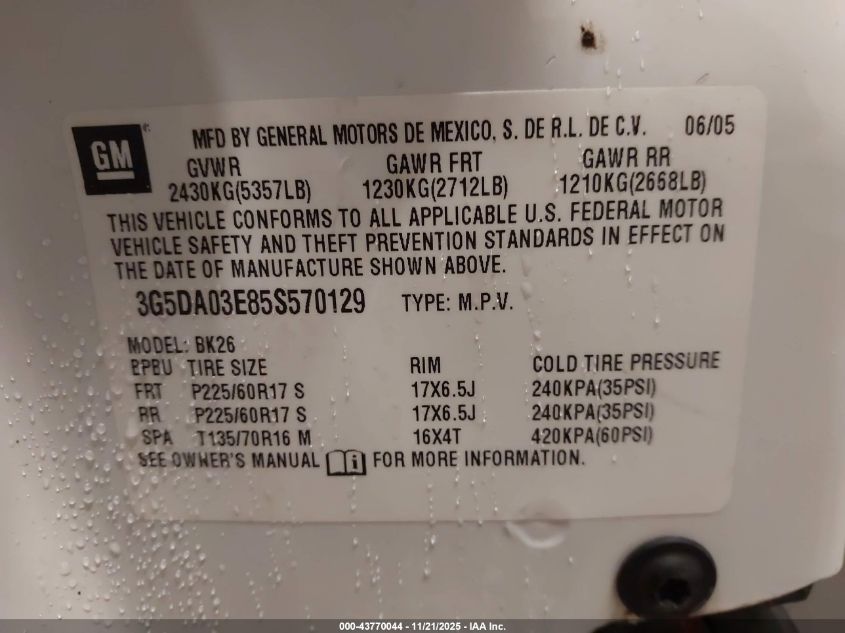 GM
MFD BY GENERAL MOTORS DE MEXICO, S. DE R.L. DE C.V. 06/05
GVWR GAWR FRT GAWR RR
2430KG(5357LB) 1230KG(2712LB) 1210KG(2668LB)
THIS VEHICLE CONFORMS TO ALL APPLICABLE U.S. FEDERAL MOTOR
VEHICLE SAFETY AND THEFT PREVENTION STANDARDS IN EFFECT ON
THE DATE OF MANUFACTURE SHOWN ABOVE.
3G5DA03E85S570129 TYPE: M.P.V.
MODEL: BK26
BPBU TIRE SIZE RIM COLD TIRE PRESSURE
FRT P225/60R17 S 17X6.5J 240KPA(35PSI)
RR P225/60R17 S 17X6.5J 240KPA(35PSI)
SPA T135/70R16 M 16X4T 420KPA(60PSI)
SEE OWNER'S MANUAL i FOR MORE INFORMATION.
000-43770044 - 11/21/2025 - IAA Inc.